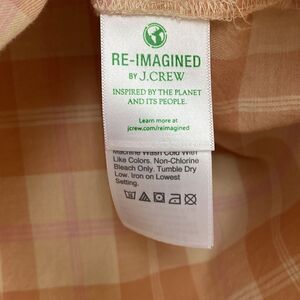 RE-IMAGINED
BY J.CREW
INSPIRED BY THE PLANET
AND ITS PEOPLE.
Learn more at
jcrew.com/reimagined
Machine Wash Cold With
Like Colors. Non-Chlorine
Bleach Only. Tumble Dry
Low. Iron on Lowest
Setting.